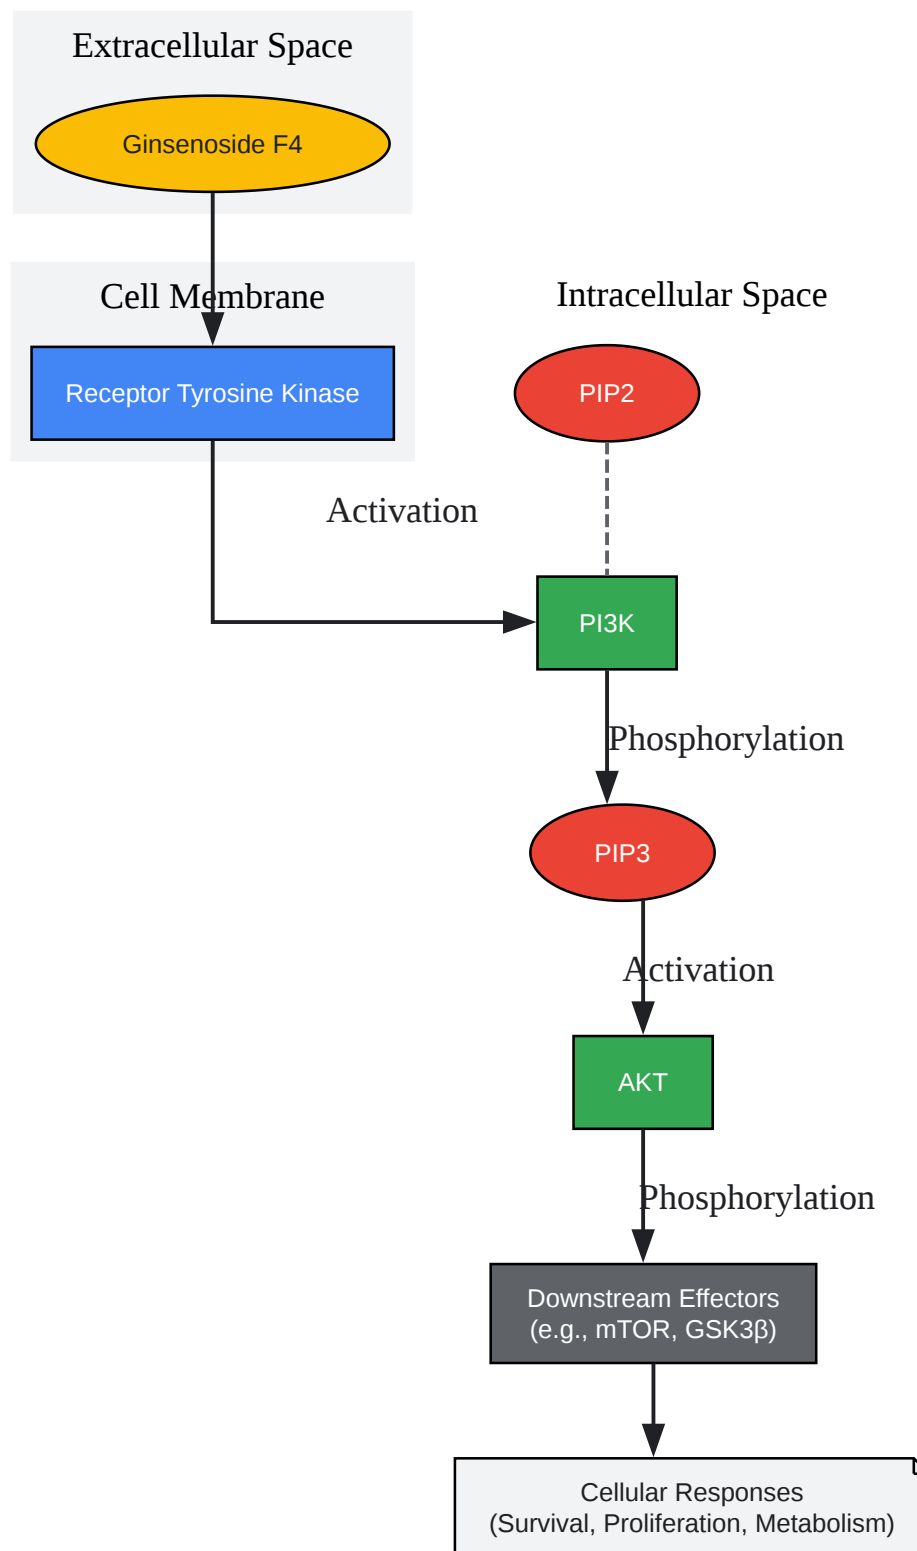 Extracellular Space
Ginsenoside F4
Cell Membrane
Intracellular Space
Receptor Tyrosine Kinase
PIP2
Activation
PI3K
Phosphorylation
PIP3
Activation
AKT
Phosphorylation
Downstream Effectors
(e.g., mTOR, GSK3β)
Cellular Responses
(Survival, Proliferation, Metabolism)